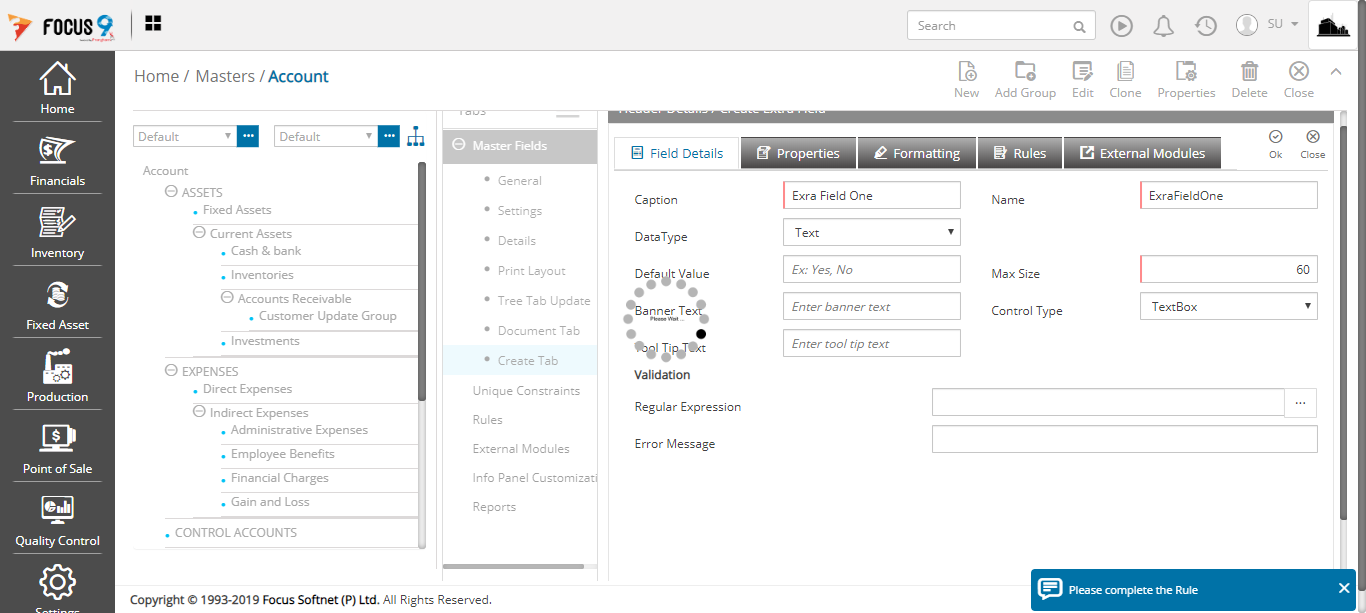 FOCUS 9
Search
SU
Home / Masters / Account
New
Add Group
Edit
Clone
Properties
Delete
Close
Home
Financials
Inventory
Fixed Asset
Production
Point of Sale
Quality Control
Settings
Default
Default
Account
ASSETS
Fixed Assets
Current Assets
Cash & bank
Inventories
Accounts Receivable
Customer Update Group
Investments
EXPENSES
Direct Expenses
Indirect Expenses
Administrative Expenses
Employee Benefits
Financial Charges
Gain and Loss
CONTROL ACCOUNTS
Tabs
Master Fields
General
Settings
Details
Print Layout
Tree Tab Update
Document Tab
Create Tab
Unique Constraints
Rules
External Modules
Info Panel Customizati
Reports
Header Details / Create Extra Field
Field Details
Properties
Formatting
Rules
External Modules
Ok
Close
Caption
Exra Field One
Name
ExraFieldOne
DataType
Text
Default Value
Ex: Yes, No
Max Size
60
Banner Text
Enter banner text
Control Type
TextBox
Please Wait ...
Tool Tip Text
Enter tool tip text
Validation
Regular Expression
...
Error Message
Copyright © 1993-2019 Focus Softnet (P) Ltd. All Rights Reserved.
Please complete the Rule